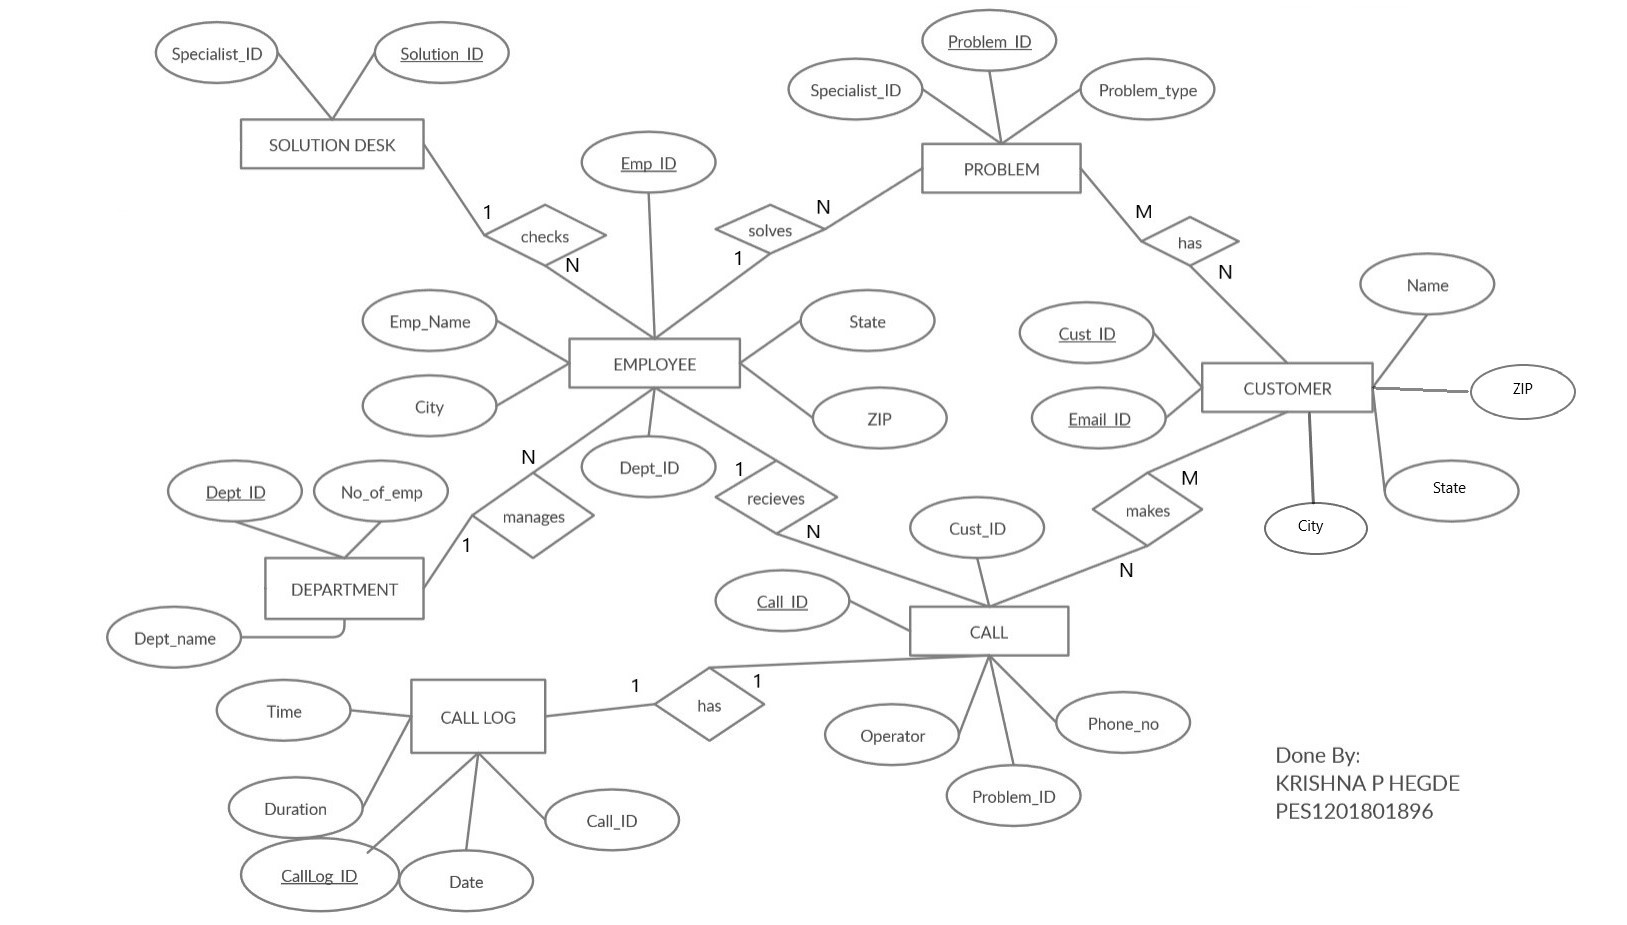 Problem_ID
Specialist_ID
Solution_ID
Specialist_ID
Problem_type
SOLUTION DESK
Emp_ID
PROBLEM
1
N
M
checks
solves
has
N
1
N
Name
Emp_Name
State
Cust_ID
EMPLOYEE
CUSTOMER
ZIP
City
ZIP
Email_ID
N
Dept_ID
1
M
State
Dept_ID
No_of_emp
recieves
manages
makes
City
1
N
Cust_ID
N
DEPARTMENT
Call_ID
Dept_name
CALL
1
1
Time
CALL LOG
has
Operator
Phone_no
Done By:
KRISHNA P HEGDE
PES1201801896
Duration
Problem_ID
Call_ID
CallLog_ID
Date